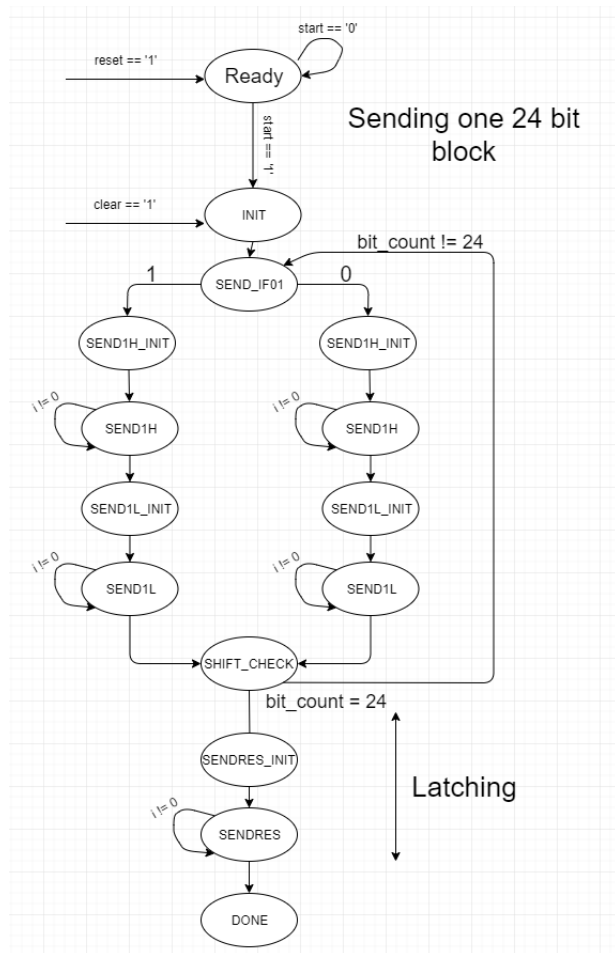 start == '0'
reset == '1'
Ready
Sending one 24 bit
block
start == '1'
clear == '1'
INIT
bit_count != 24
SEND_IF01
1
0
SEND1H_INIT
SEND1H_INIT
i != 0
SEND1H
i != 0
SEND1H
SEND1L_INIT
SEND1L_INIT
i != 0
SEND1L
i != 0
SEND1L
SHIFT_CHECK
bit_count = 24
SENDRES_INIT
Latching
i != 0
SENDRES
DONE